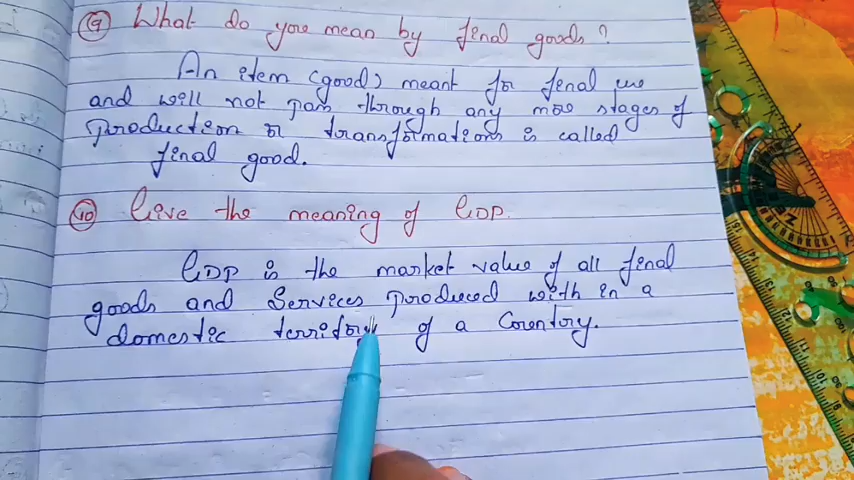 9 What do you mean by final goods?
An item (good) meant for final use
and will not pass through any more stages of
production or transformations is called
final good.
10 Give the meaning of GDP.
GDP is the market value of all final
goods and services produced with in a
domestic territory of a Country.